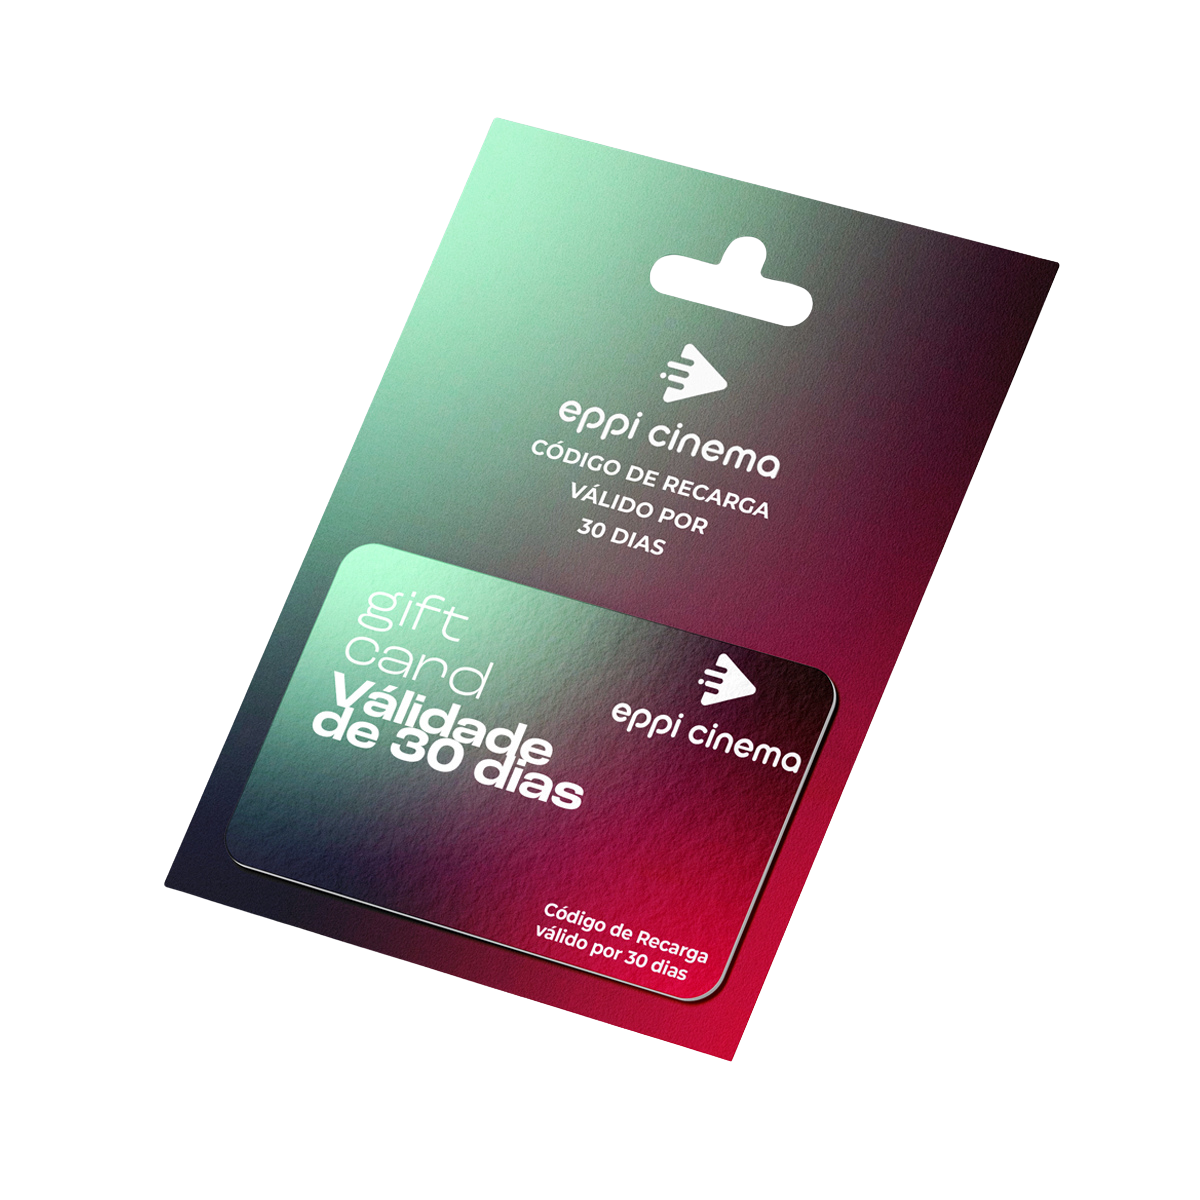 eppi cinema
CÓDIGO DE RECARGA
VÁLIDO POR
30 DIAS
gift
card
Válidade
de 30 dias
eppi cinema
Código de Recarga
válido por 30 dias